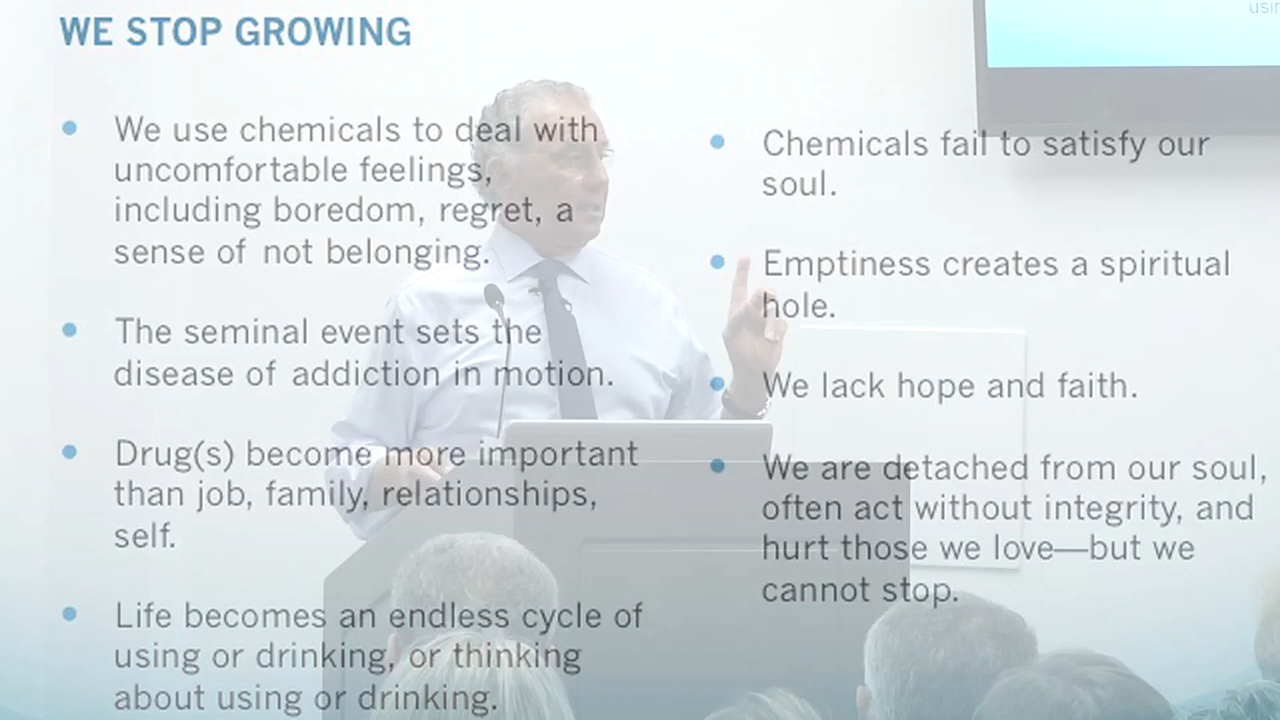 WE STOP GROWING
We use chemicals to deal with
uncomfortable feelings,
including boredom, regret, a
sense of not belonging.
The seminal event sets the
disease of addiction in motion.
Drug(s) become more important
than job, family, relationships,
self.
Life becomes an endless cycle of
using or drinking, or thinking
about using or drinking.
Chemicals fail to satisfy our
soul.
Emptiness creates a spiritual
hole.
We lack hope and faith.
We are detached from our soul,
often act without integrity, and
hurt those we love—but we
cannot stop.